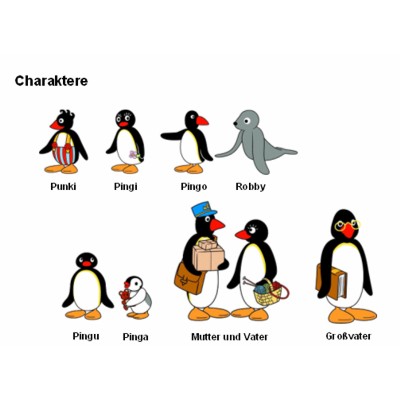 Charaktere
Punki Pingi Pingo Robby
Pingu Pinga Mutter und Vater Großvater